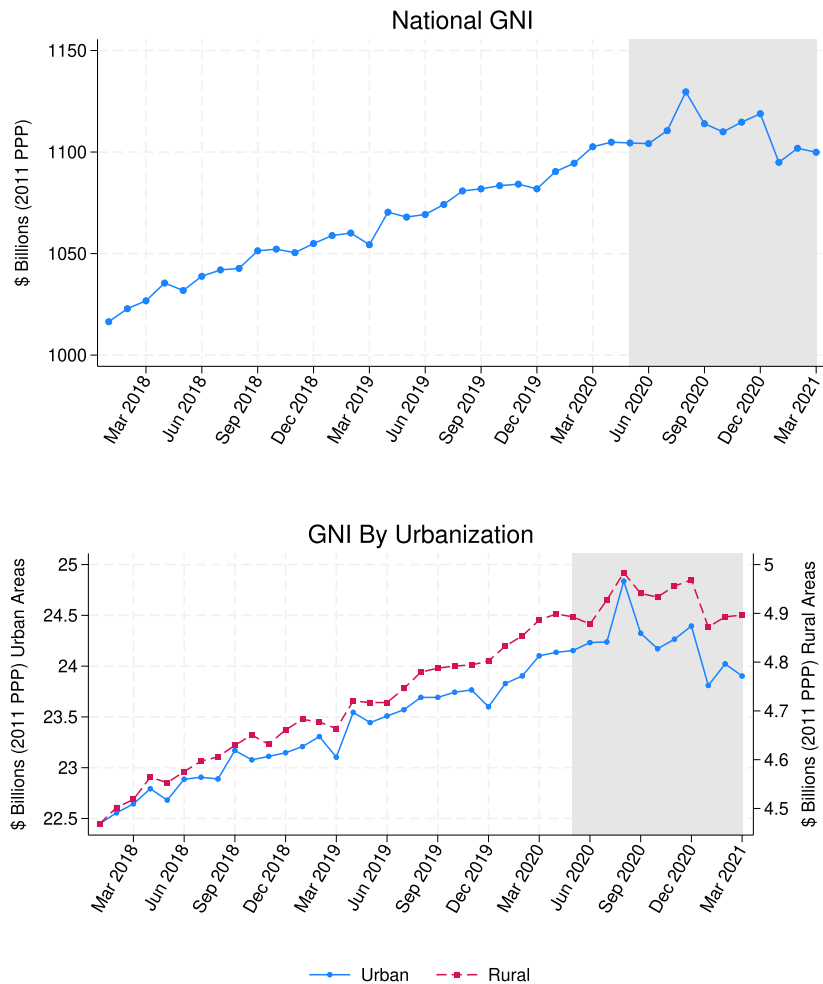 National GNI
$ Billions (2011 PPP)
1150
1100
1050
1000
Mar 2018
Jun 2018
Sep 2018
Dec 2018
Mar 2019
Jun 2019
Sep 2019
Dec 2019
Mar 2020
Jun 2020
Sep 2020
Dec 2020
Mar 2021
GNI By Urbanization
$ Billions (2011 PPP) Urban Areas
25
24.5
24
23.5
23
22.5
5
4.9
4.8
4.7
4.6
4.5
$ Billions (2011 PPP) Rural Areas
Mar 2018
Jun 2018
Sep 2018
Dec 2018
Mar 2019
Jun 2019
Sep 2019
Dec 2019
Mar 2020
Jun 2020
Sep 2020
Dec 2020
Mar 2021
Urban
Rural